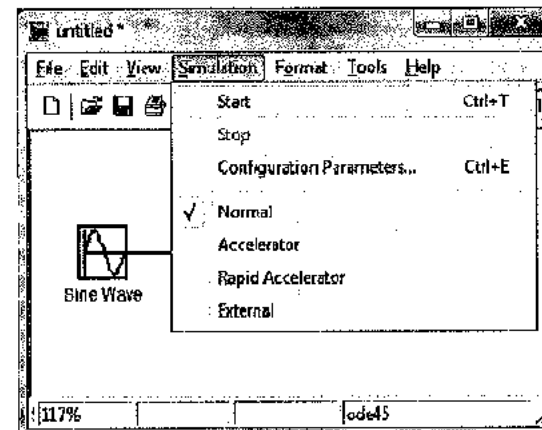 untitled *
File Edit View Simulation Format Tools Help
Start Ctrl+T
Stop
Configuration Parameters... Ctrl+E
✓ Normal
Accelerator
Rapid Accelerator
External
Sine Wave
117% ode45